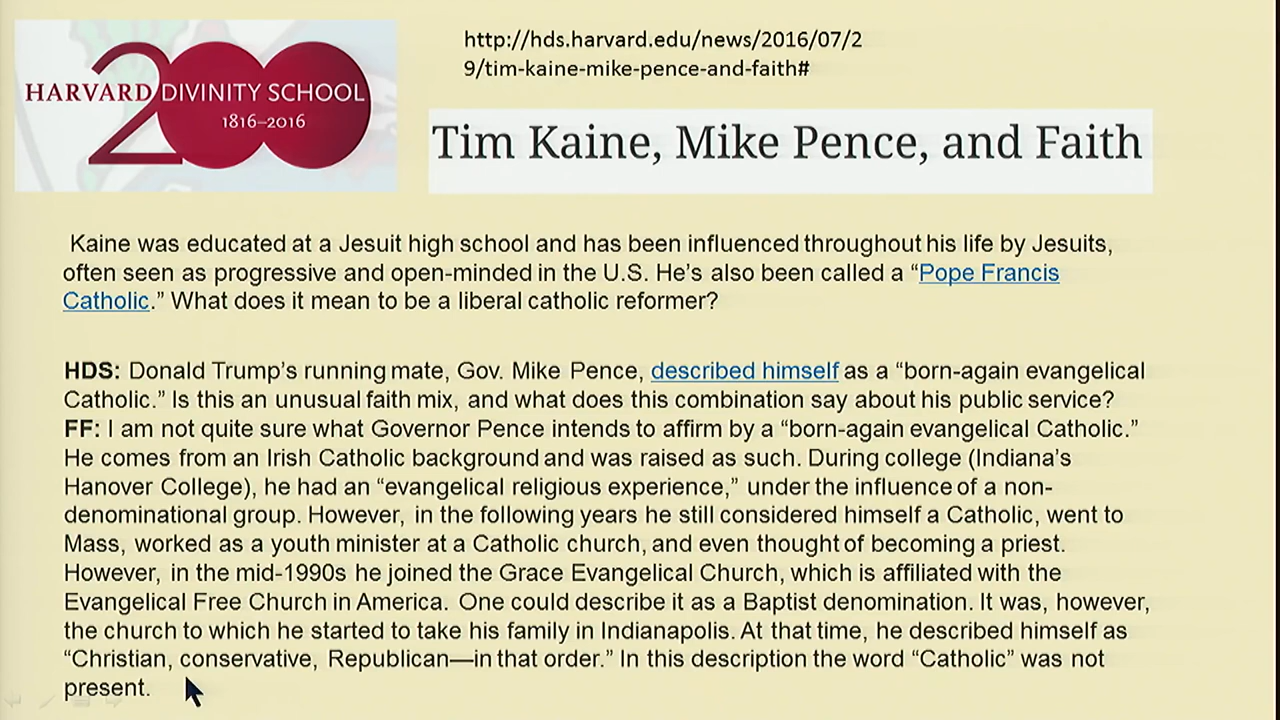 http://hds.harvard.edu/news/2016/07/2
9/tim-kaine-mike-pence-and-faith#
200
HARVARD DIVINITY SCHOOL
1816–2016
Tim Kaine, Mike Pence, and Faith
Kaine was educated at a Jesuit high school and has been influenced throughout his life by Jesuits,
often seen as progressive and open-minded in the U.S. He’s also been called a “Pope Francis
Catholic.” What does it mean to be a liberal catholic reformer?
HDS: Donald Trump’s running mate, Gov. Mike Pence, described himself as a “born-again evangelical
Catholic.” Is this an unusual faith mix, and what does this combination say about his public service?
FF: I am not quite sure what Governor Pence intends to affirm by a “born-again evangelical Catholic.”
He comes from an Irish Catholic background and was raised as such. During college (Indiana’s
Hanover College), he had an “evangelical religious experience,” under the influence of a non-
denominational group. However, in the following years he still considered himself a Catholic, went to
Mass, worked as a youth minister at a Catholic church, and even thought of becoming a priest.
However, in the mid-1990s he joined the Grace Evangelical Church, which is affiliated with the
Evangelical Free Church in America. One could describe it as a Baptist denomination. It was, however,
the church to which he started to take his family in Indianapolis. At that time, he described himself as
“Christian, conservative, Republican—in that order.” In this description the word “Catholic” was not
present.